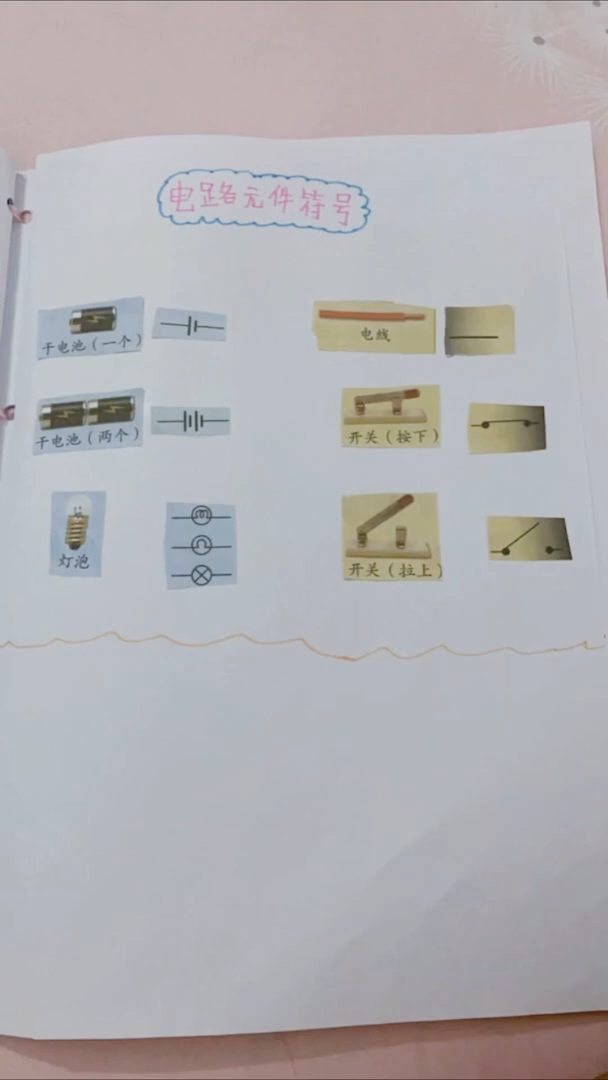 电路元件符号
干电池（一个）
电线
干电池（两个）
开关（按下）
灯泡
开关（拉上）